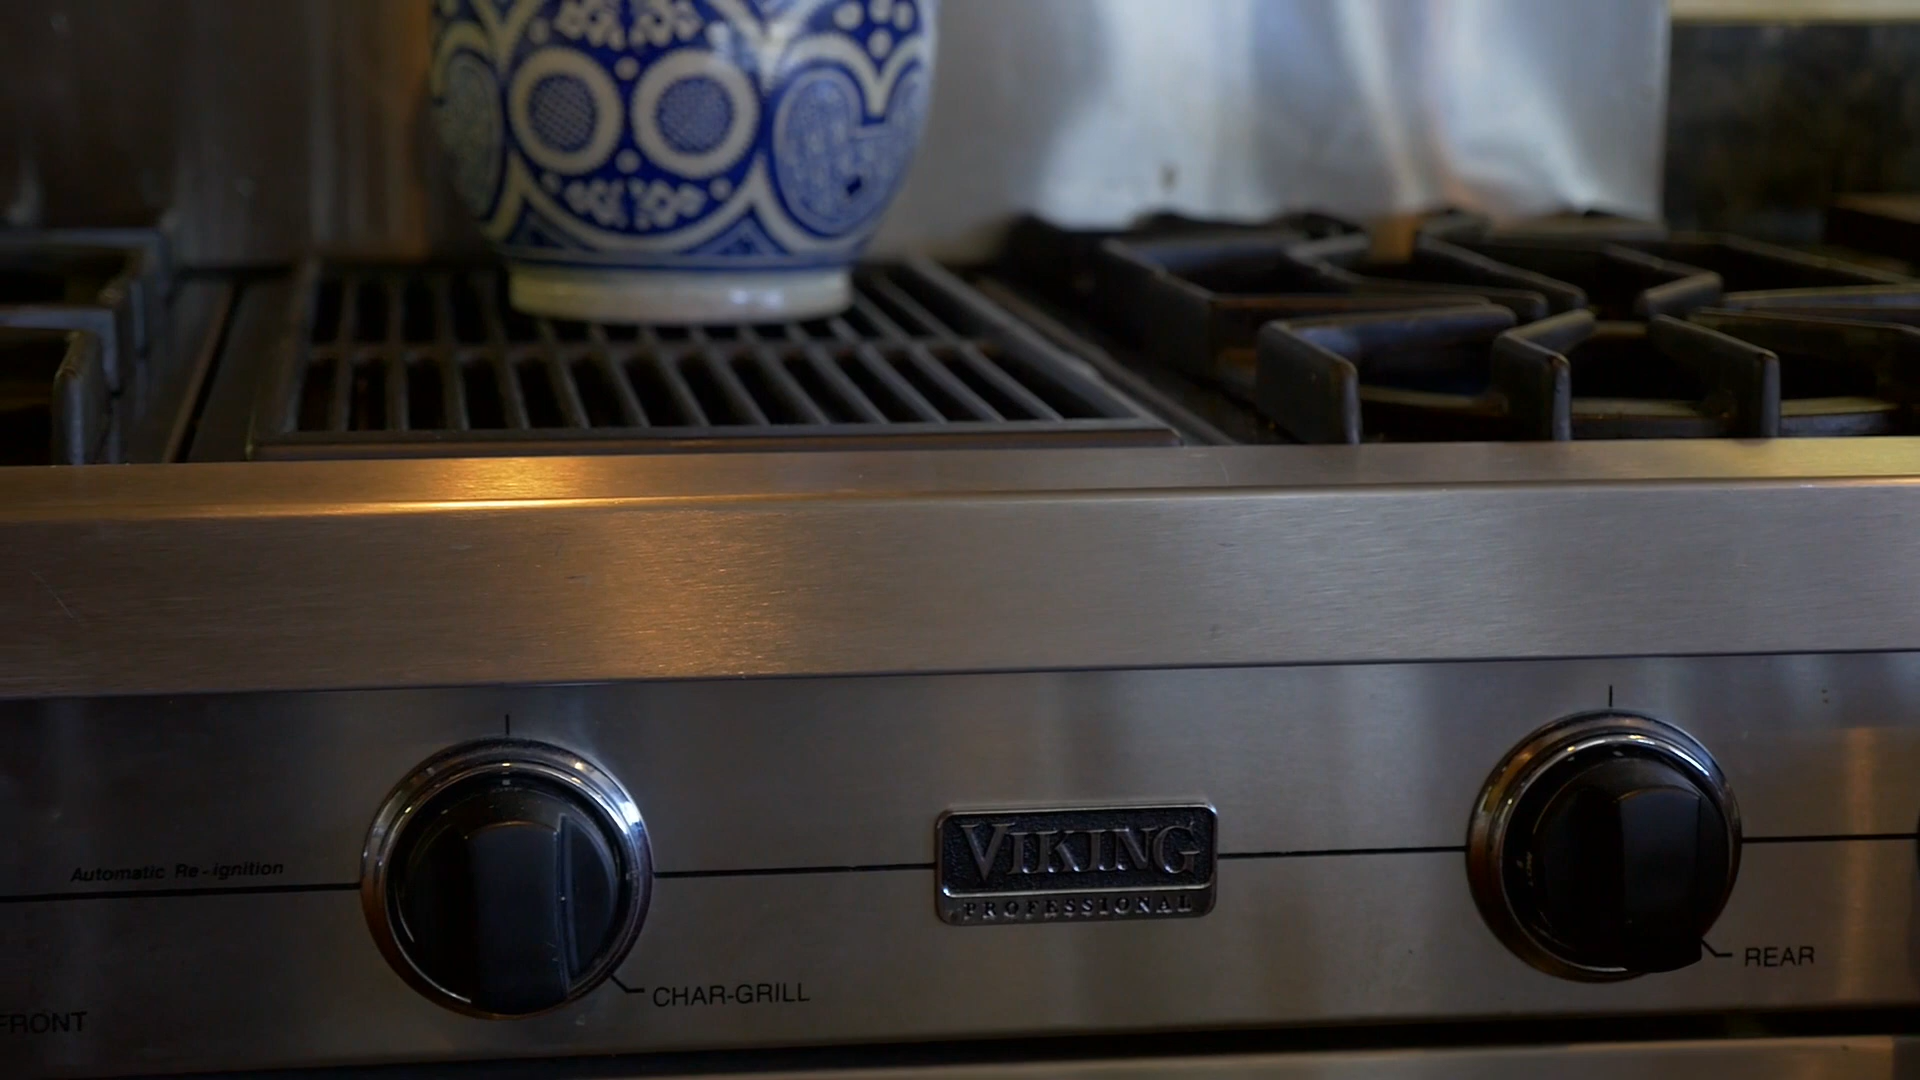 Automatic Re-ignition
VIKING
PROFESSIONAL
REAR
CHAR-GRILL
FRONT